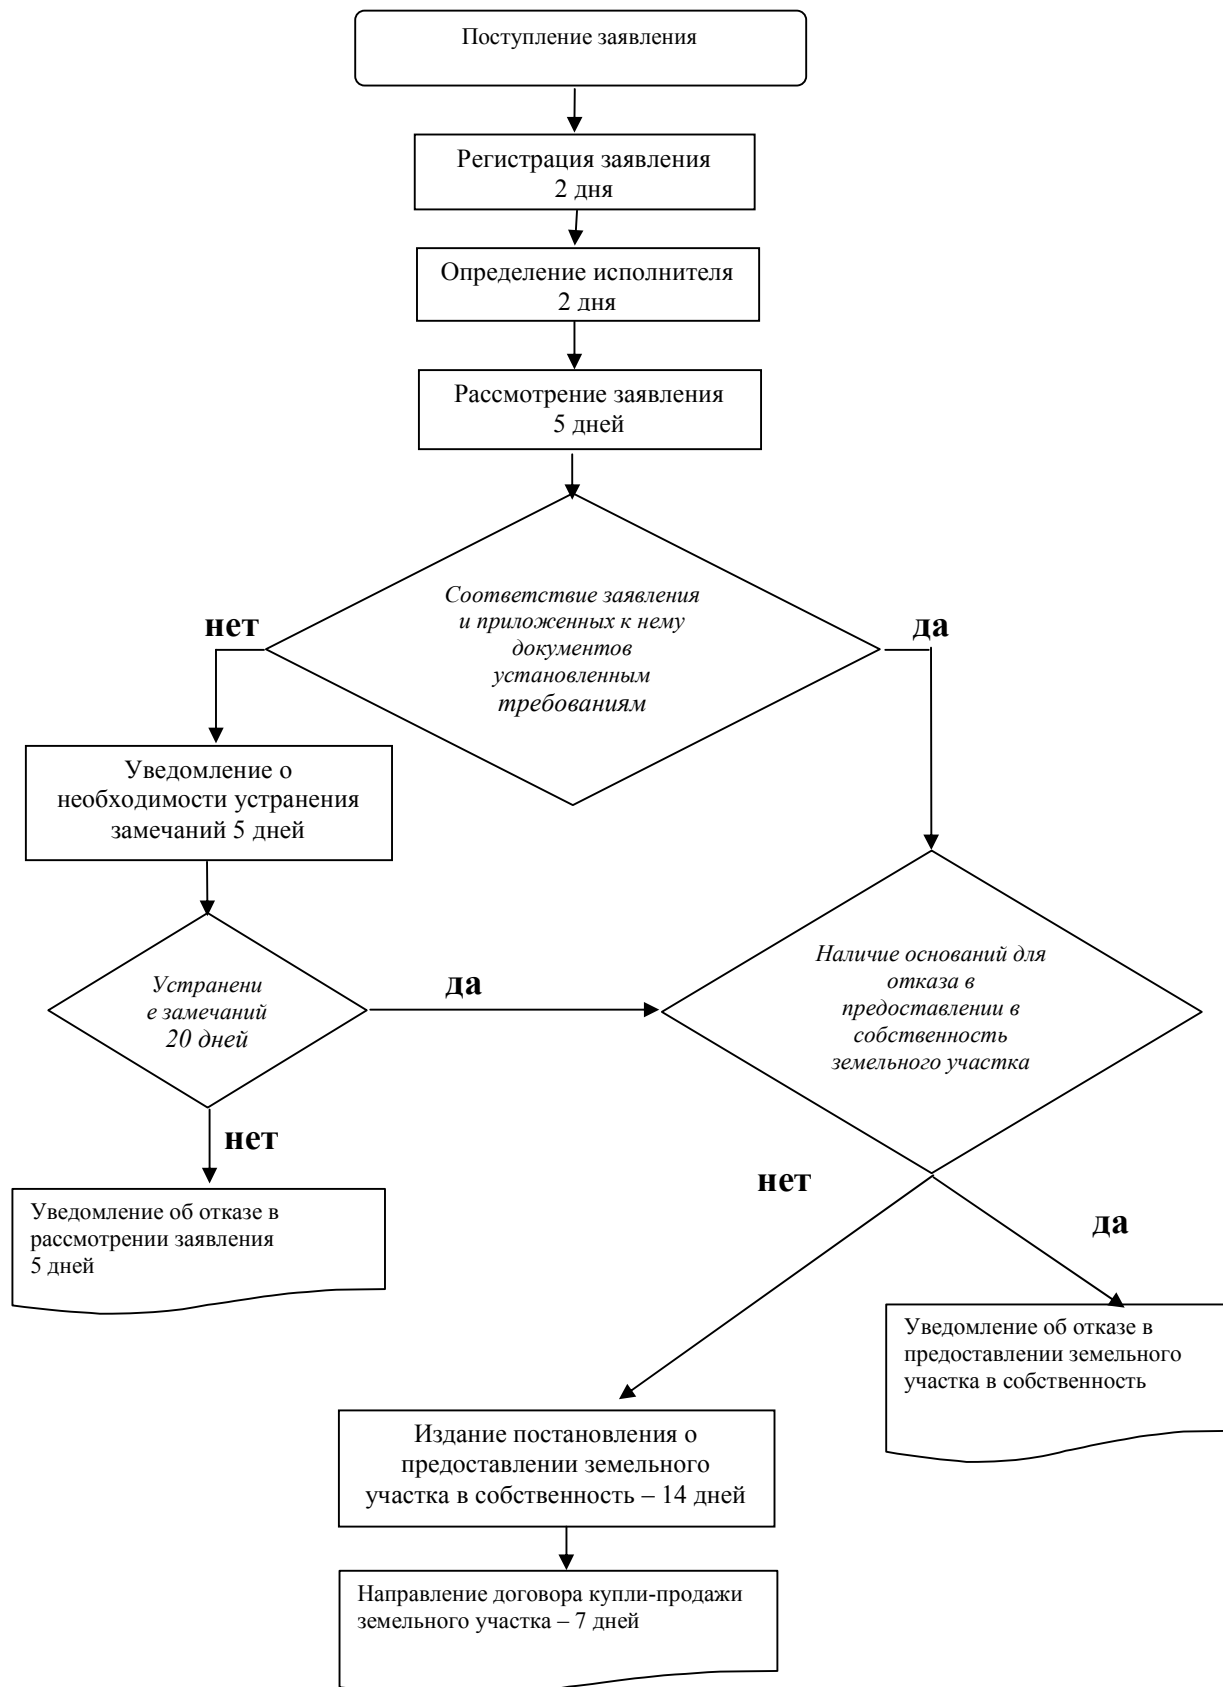 Поступление заявления
Регистрация заявления
2 дня
Определение исполнителя
2 дня
Рассмотрение заявления
5 дней
Соответствие заявления
и приложенных к нему
документов
установленным
требованиям
нет
да
Уведомление о
необходимости устранения
замечаний 5 дней
Устранени
е замечаний
20 дней
да
Наличие оснований для
отказа в
предоставлении в
собственность
земельного участка
нет
нет
да
Уведомление об отказе в
рассмотрении заявления
5 дней
Уведомление об отказе в
предоставлении земельного
участка в собственность
Издание постановления о
предоставлении земельного
участка в собственность – 14 дней
Направление договора купли-продажи
земельного участка – 7 дней